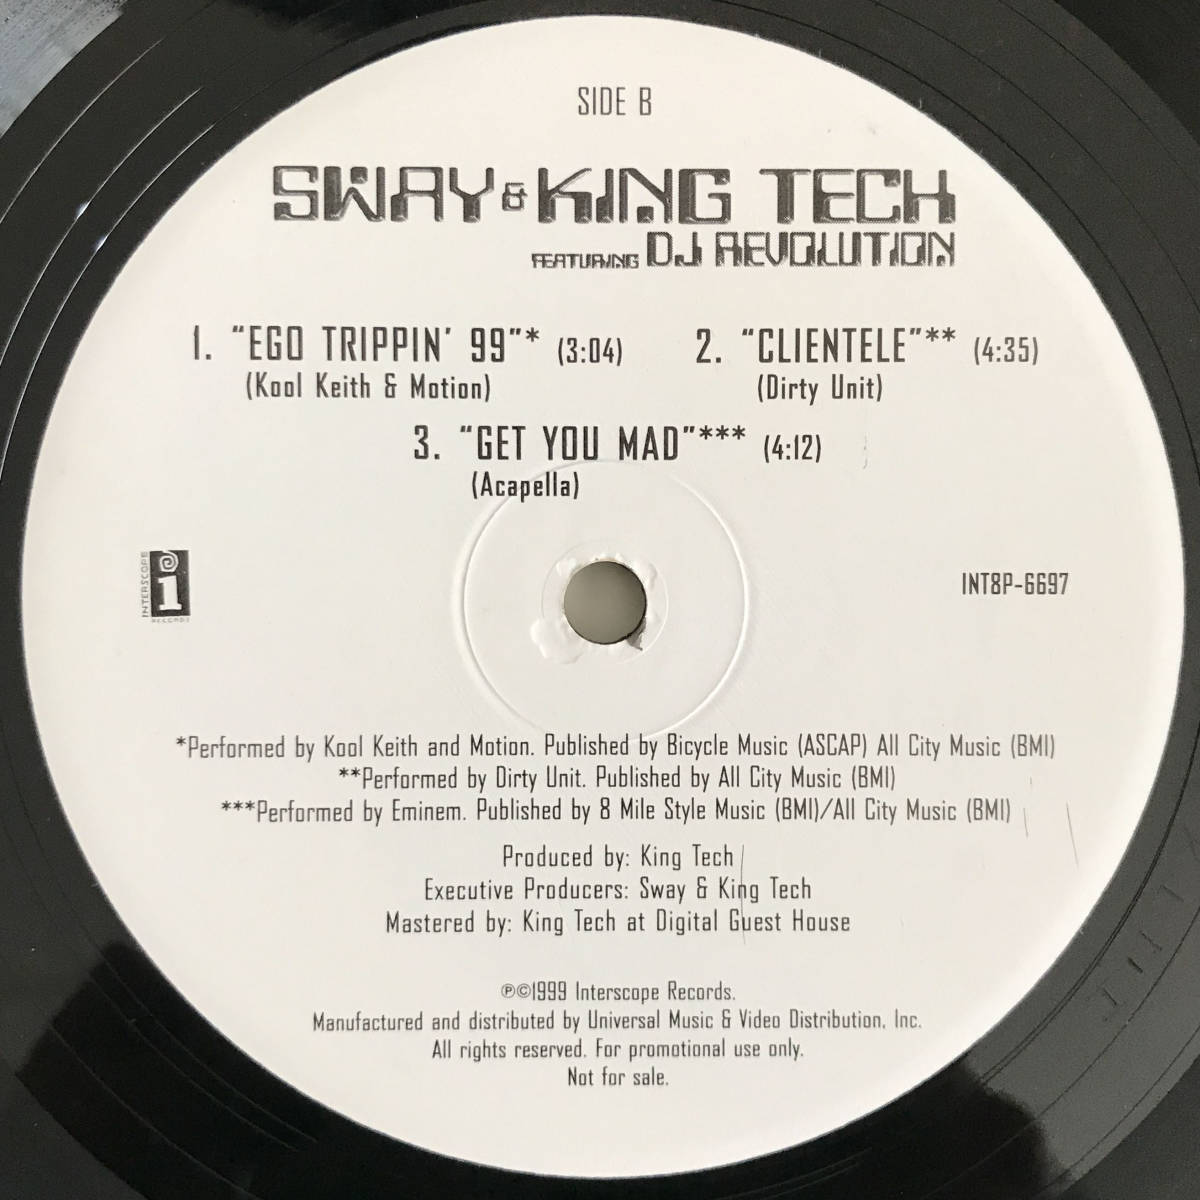 SIDE B
SWAY & KING TECH
FEATURING DJ REVOLUTION
1. "EGO TRIPPIN' 99"* (3:04) 2. "CLIENTELE"** (4:35)
(Kool Keith & Motion) (Dirty Unit)
3. "GET YOU MAD"*** (4:12)
(Acapella)
INTERSCOPE
i
RECORDS
INT8P-6697
*Performed by Kool Keith and Motion. Published by Bicycle Music (ASCAP) All City Music (BMI)
**Performed by Dirty Unit. Published by All City Music (BMI)
***Performed by Eminem. Published by 8 Mile Style Music (BMI)/All City Music (BMI)
Produced by: King Tech
Executive Producers: Sway & King Tech
Mastered by: King Tech at Digital Guest House
℗©1999 Interscope Records.
Manufactured and distributed by Universal Music & Video Distribution, Inc.
All rights reserved. For promotional use only.
Not for sale.